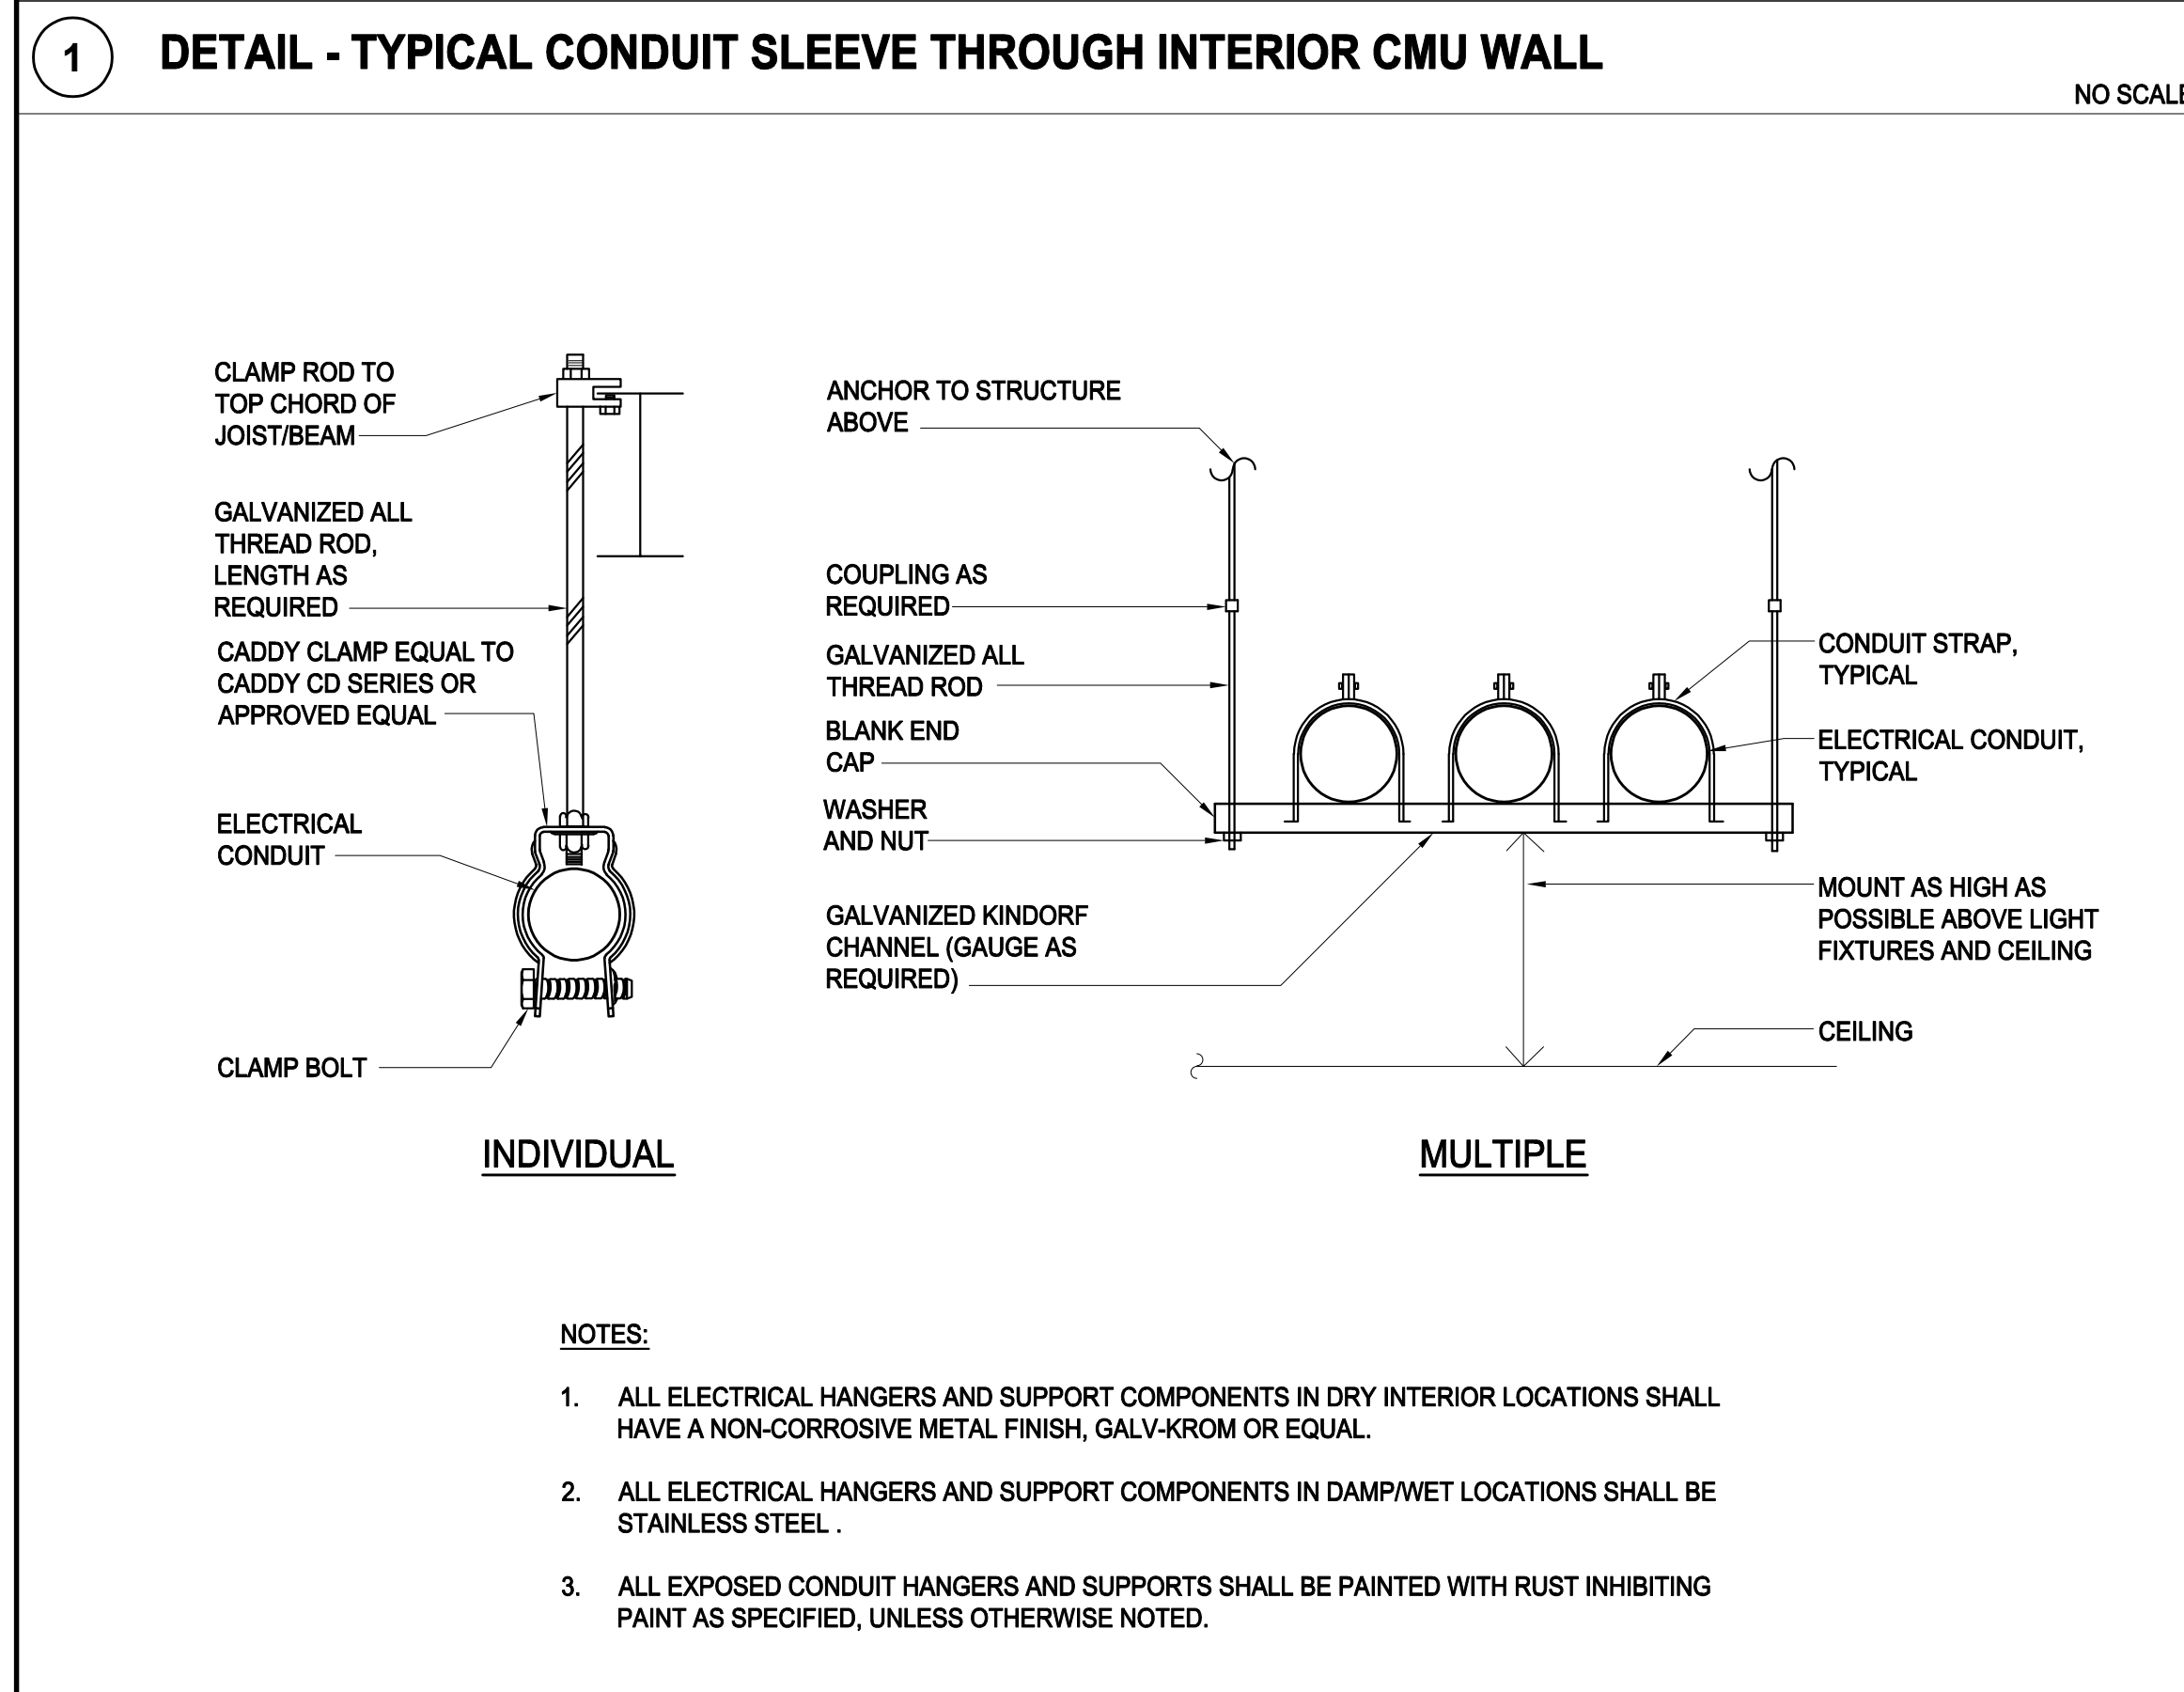 1
DETAIL - TYPICAL CONDUIT SLEEVE THROUGH INTERIOR CMU WALL
NO SCALE
CLAMP ROD TO
TOP CHORD OF
JOIST/BEAM
GALVANIZED ALL
THREAD ROD,
LENGTH AS
REQUIRED
CADDY CLAMP EQUAL TO
CADDY CD SERIES OR
APPROVED EQUAL
ELECTRICAL
CONDUIT
CLAMP BOLT
INDIVIDUAL
ANCHOR TO STRUCTURE
ABOVE
COUPLING AS
REQUIRED
GALVANIZED ALL
THREAD ROD
BLANK END
CAP
WASHER
AND NUT
GALVANIZED KINDORF
CHANNEL (GAUGE AS
REQUIRED)
CONDUIT STRAP,
TYPICAL
ELECTRICAL CONDUIT,
TYPICAL
MOUNT AS HIGH AS
POSSIBLE ABOVE LIGHT
FIXTURES AND CEILING
CEILING
MULTIPLE
NOTES:
1. ALL ELECTRICAL HANGERS AND SUPPORT COMPONENTS IN DRY INTERIOR LOCATIONS SHALL
HAVE A NON-CORROSIVE METAL FINISH, GALV-KROM OR EQUAL.
2. ALL ELECTRICAL HANGERS AND SUPPORT COMPONENTS IN DAMP/WET LOCATIONS SHALL BE
STAINLESS STEEL .
3. ALL EXPOSED CONDUIT HANGERS AND SUPPORTS SHALL BE PAINTED WITH RUST INHIBITING
PAINT AS SPECIFIED, UNLESS OTHERWISE NOTED.